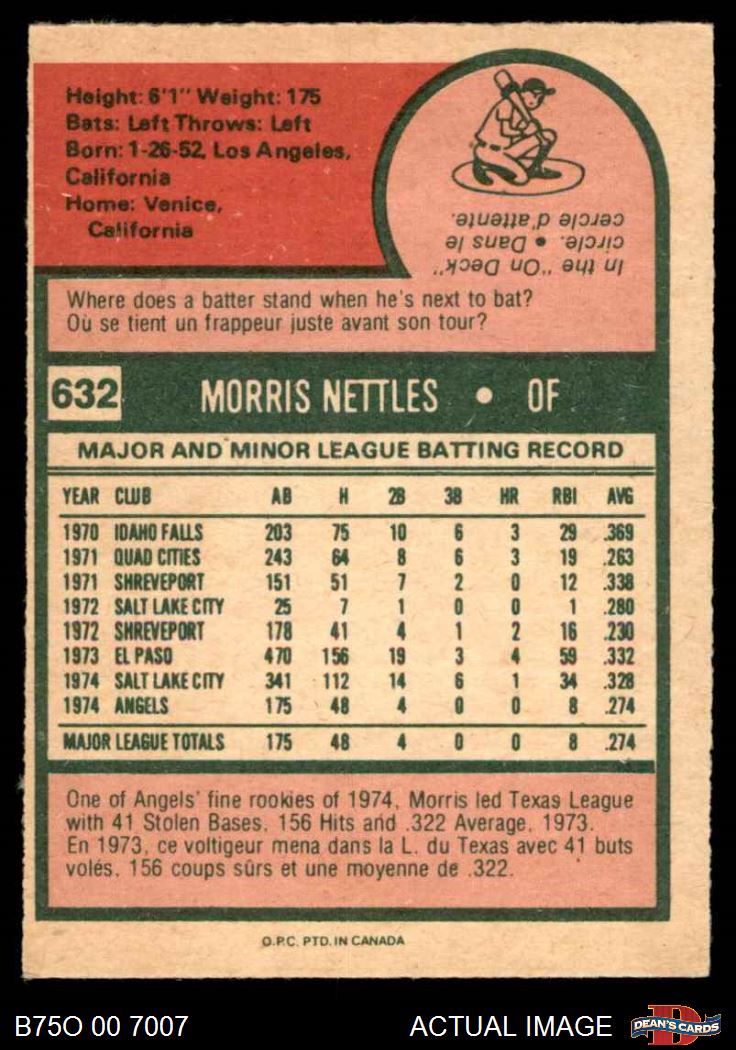 Height: 6'1" Weight: 175
Bats: Left Throws: Left
Born: 1-26-52, Los Angeles,
California
Home: Venice,
California
In the "On Deck"
circle. • Dans le
cercle d'attente.
Where does a batter stand when he's next to bat?
Où se tient un frappeur juste avant son tour?
632 MORRIS NETTLES • OF
MAJOR AND MINOR LEAGUE BATTING RECORD
YEAR CLUB AB H 2B 3B HR RBI AVG
1970 IDAHO FALLS 203 75 10 6 3 29 .369
1971 QUAD CITIES 243 64 8 6 3 19 .263
1971 SHREVEPORT 151 51 7 2 0 12 .338
1972 SALT LAKE CITY 25 7 1 0 0 1 .280
1972 SHREVEPORT 178 41 4 1 2 16 .230
1973 EL PASO 470 156 19 3 4 59 .332
1974 SALT LAKE CITY 341 112 14 6 1 34 .328
1974 ANGELS 175 48 4 0 0 8 .274
MAJOR LEAGUE TOTALS 175 48 4 0 0 8 .274
One of Angels' fine rookies of 1974, Morris led Texas League
with 41 Stolen Bases, 156 Hits and .322 Average, 1973.
En 1973, ce voltigeur mena dans la L. du Texas avec 41 buts
volés, 156 coups sûrs et une moyenne de .322.
O.P.C. PTD. IN CANADA
B75O 00 7007 ACTUAL IMAGE DEAN'S CARDS